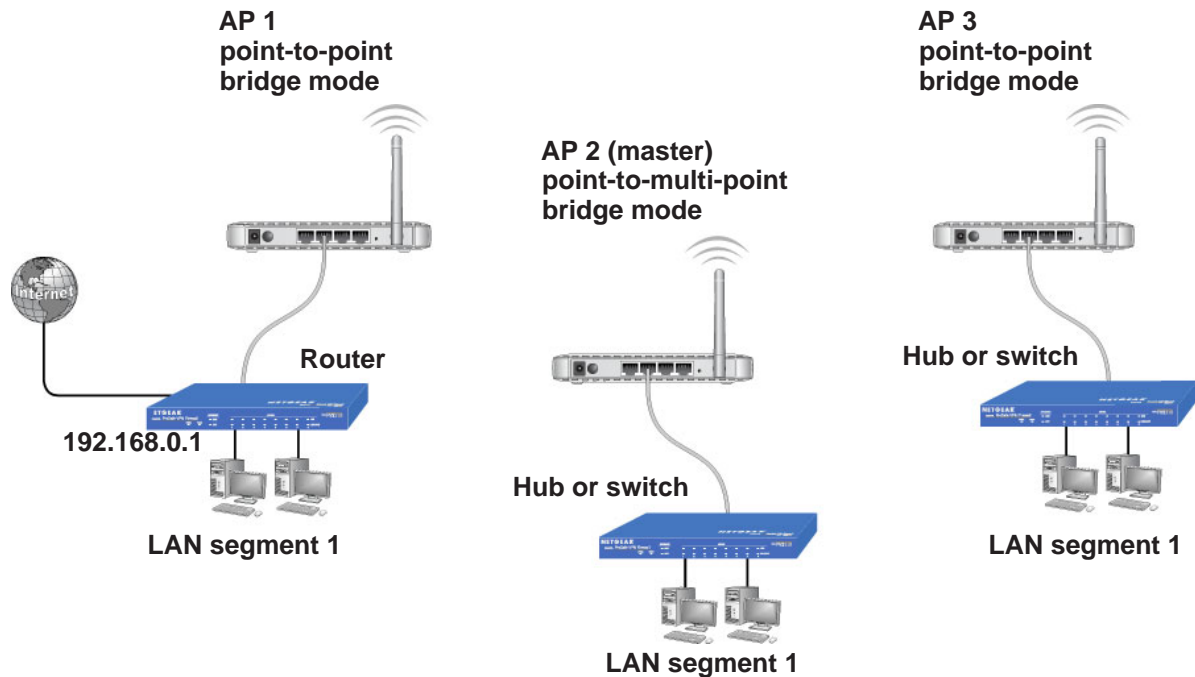 AP 1
point-to-point
bridge mode
AP 3
point-to-point
bridge mode
AP 2 (master)
point-to-multi-point
bridge mode
Internet
Router
192.168.0.1
LAN segment 1
Hub or switch
NETGEAR
LAN segment 1
Hub or switch
NETGEAR
LAN segment 1